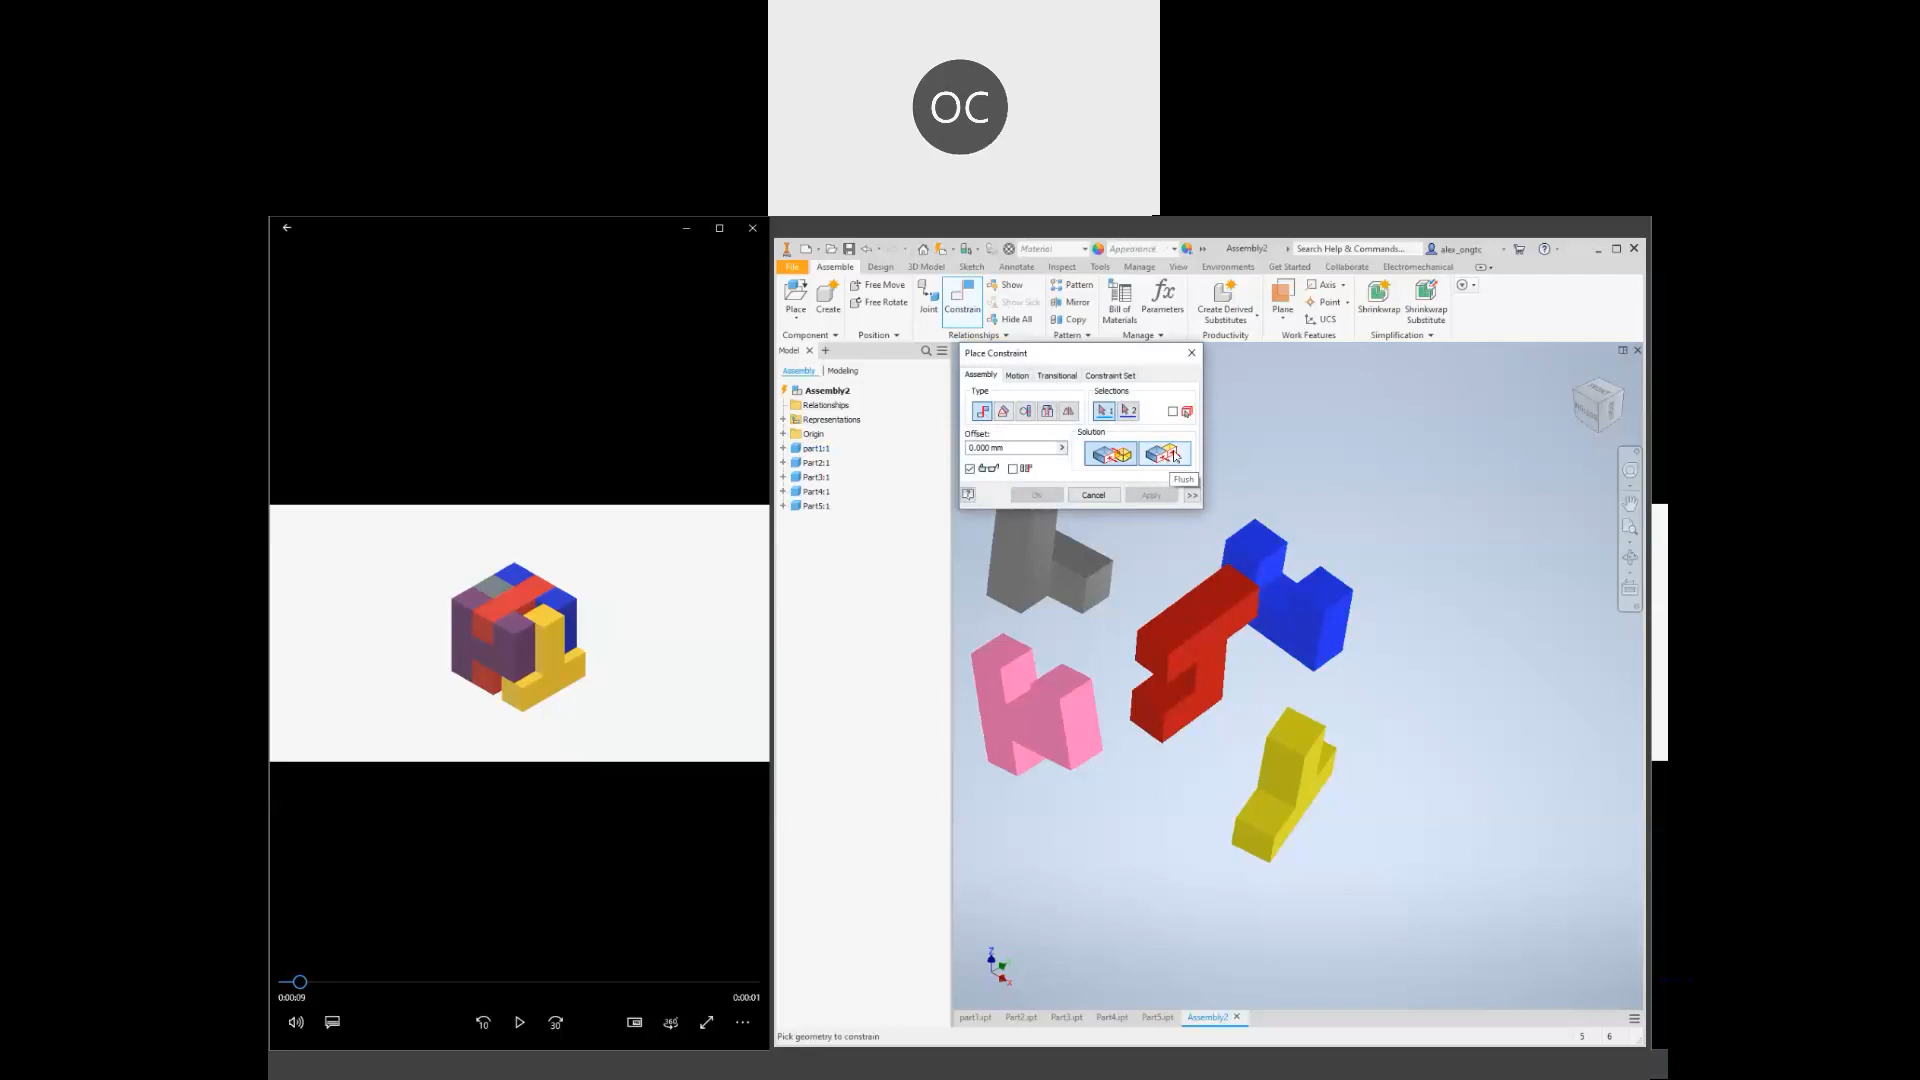 OC
Material
Appearance
Assembly2
Search Help & Commands...
alex_ongtc
File
Assemble
Design
3D Model
Sketch
Annotate
Inspect
Tools
Manage
View
Environments
Get Started
Collaborate
Electromechanical
Place
Create
Free Move
Free Rotate
Joint
Constrain
Show
Show Sick
Hide All
Pattern
Mirror
Copy
Bill of
Materials
Parameters
Create Derived
Substitutes
Plane
Axis
Point
UCS
Shrinkwrap
Shrinkwrap
Substitute
Component
Position
Relationships
Pattern
Manage
Productivity
Work Features
Simplification
Model
Assembly
Modeling
Assembly2
Relationships
Representations
Origin
part1:1
Part2:1
Part3:1
Part4:1
Part5:1
Place Constraint
Assembly
Motion
Transitional
Constraint Set
Type
Selections
1
2
Offset:
0.000 mm
Solution
Flush
OK
Cancel
Apply
>>
FRONT
Z
X
part1.ipt
Part2.ipt
Part3.ipt
Part4.ipt
Part5.ipt
Assembly2
Pick geometry to constrain
5
6
0:00:09
0:00:01
10
30
360